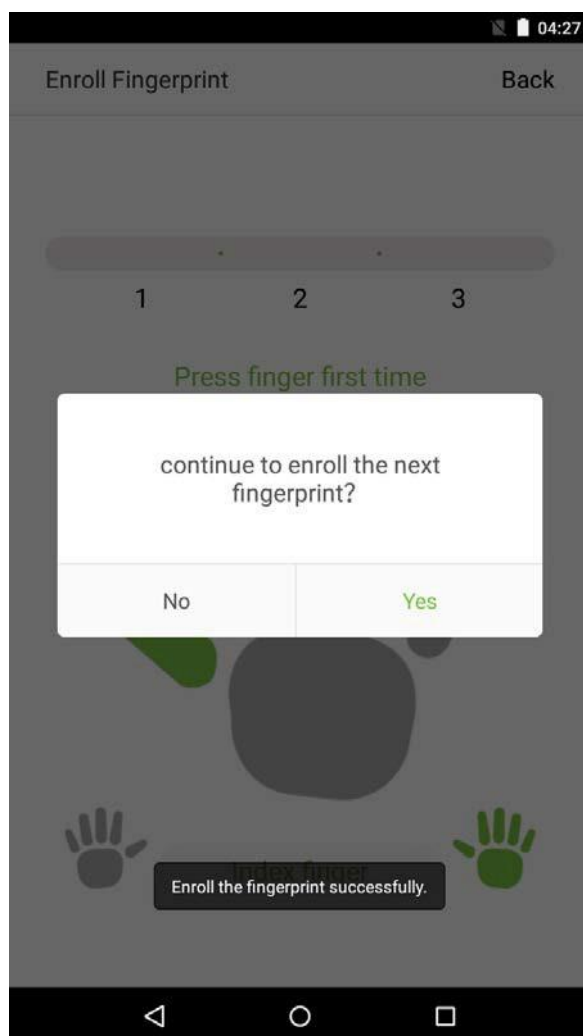 04:27
Enroll Fingerprint Back
1 2 3
Press finger first time
continue to enroll the next
fingerprint?
No Yes
Index finger
Enroll the fingerprint successfully.